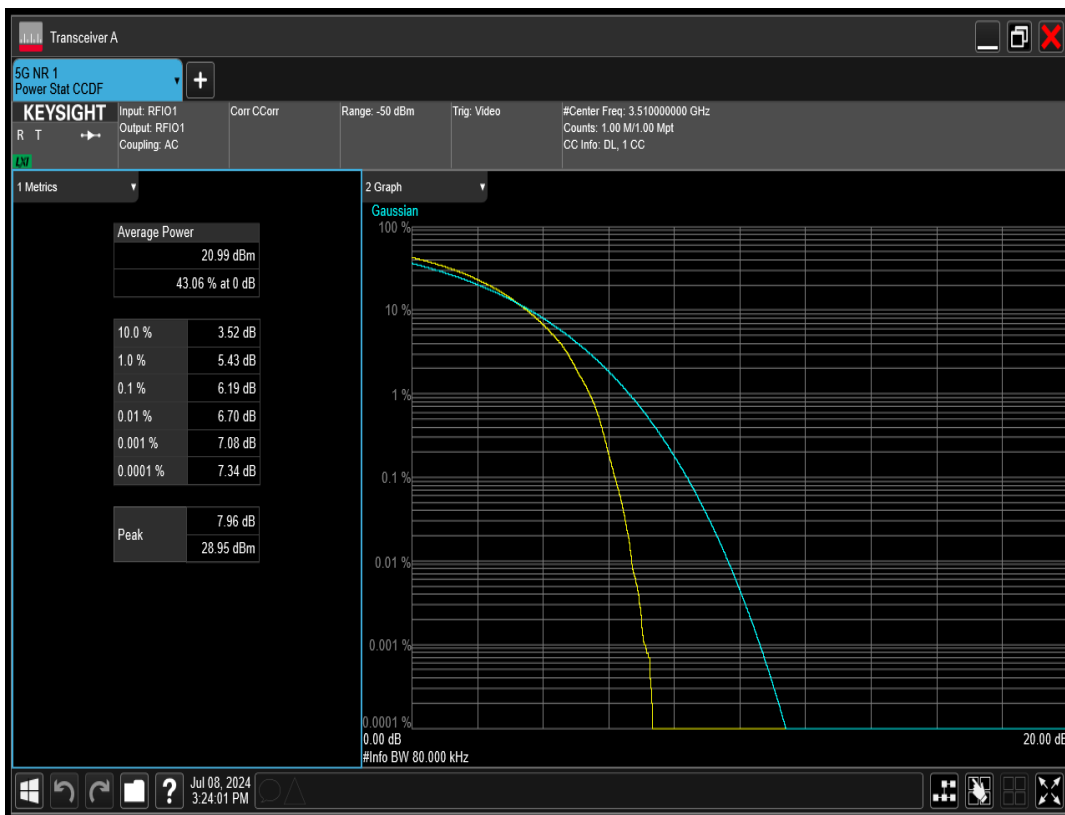 Transceiver A
5G NR 1
Power Stat CCDF
+
KEYSIGHT
R T
LXI
Input: RFIO1
Output: RFIO1
Coupling: AC
Corr CCorr
Range: -50 dBm
Trig: Video
#Center Freq: 3.510000000 GHz
Counts: 1.00 M/1.00 Mpt
CC Info: DL, 1 CC
1 Metrics
Average Power
20.99 dBm
43.06 % at 0 dB
10.0 % 3.52 dB
1.0 % 5.43 dB
0.1 % 6.19 dB
0.01 % 6.70 dB
0.001 % 7.08 dB
0.0001 % 7.34 dB
Peak
7.96 dB
28.95 dBm
2 Graph
Gaussian
100 %
10 %
1 %
0.1 %
0.01 %
0.001 %
0.0001 %
0.00 dB 20.00 dB
#Info BW 80.000 kHz
?
Jul 08, 2024
3:24:01 PM